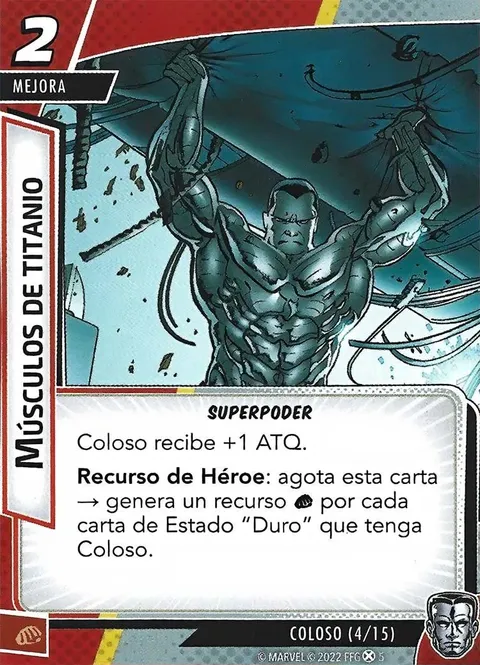 2
MEJORA
MÚSCULOS DE TITANIO
SUPERPODER
Coloso recibe +1 ATQ.
Recurso de Héroe: agota esta carta
→ genera un recurso por cada
carta de Estado “Duro” que tenga
Coloso.
COLOSO (4/15)
© MARVEL © 2022 FFG 5